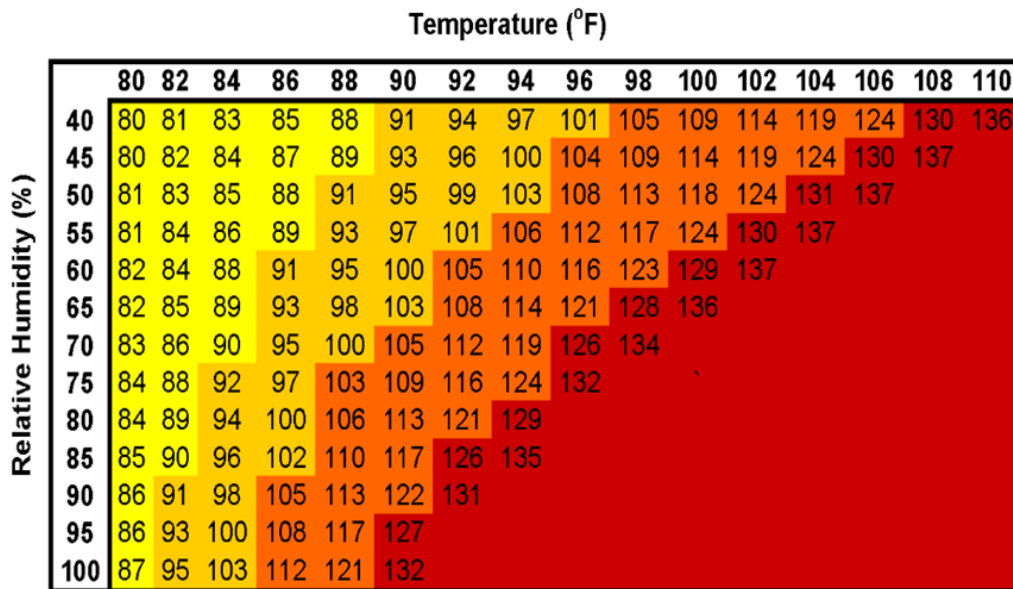 Temperature (°F)
80 82 84 86 88 90 92 94 96 98 100 102 104 106 108 110
Relative Humidity (%)
40 80 81 83 85 88 91 94 97 101 105 109 114 119 124 130 136
45 80 82 84 87 89 93 96 100 104 109 114 119 124 130 137
50 81 83 85 88 91 95 99 103 108 113 118 124 131 137
55 81 84 86 89 93 97 101 106 112 117 124 130 137
60 82 84 88 91 95 100 105 110 116 123 129 137
65 82 85 89 93 98 103 108 114 121 128 136
70 83 86 90 95 100 105 112 119 126 134
75 84 88 92 97 103 109 116 124 132 `
80 84 89 94 100 106 113 121 129
85 85 90 96 102 110 117 126 135
90 86 91 98 105 113 122 131
95 86 93 100 108 117 127
100 87 95 103 112 121 132